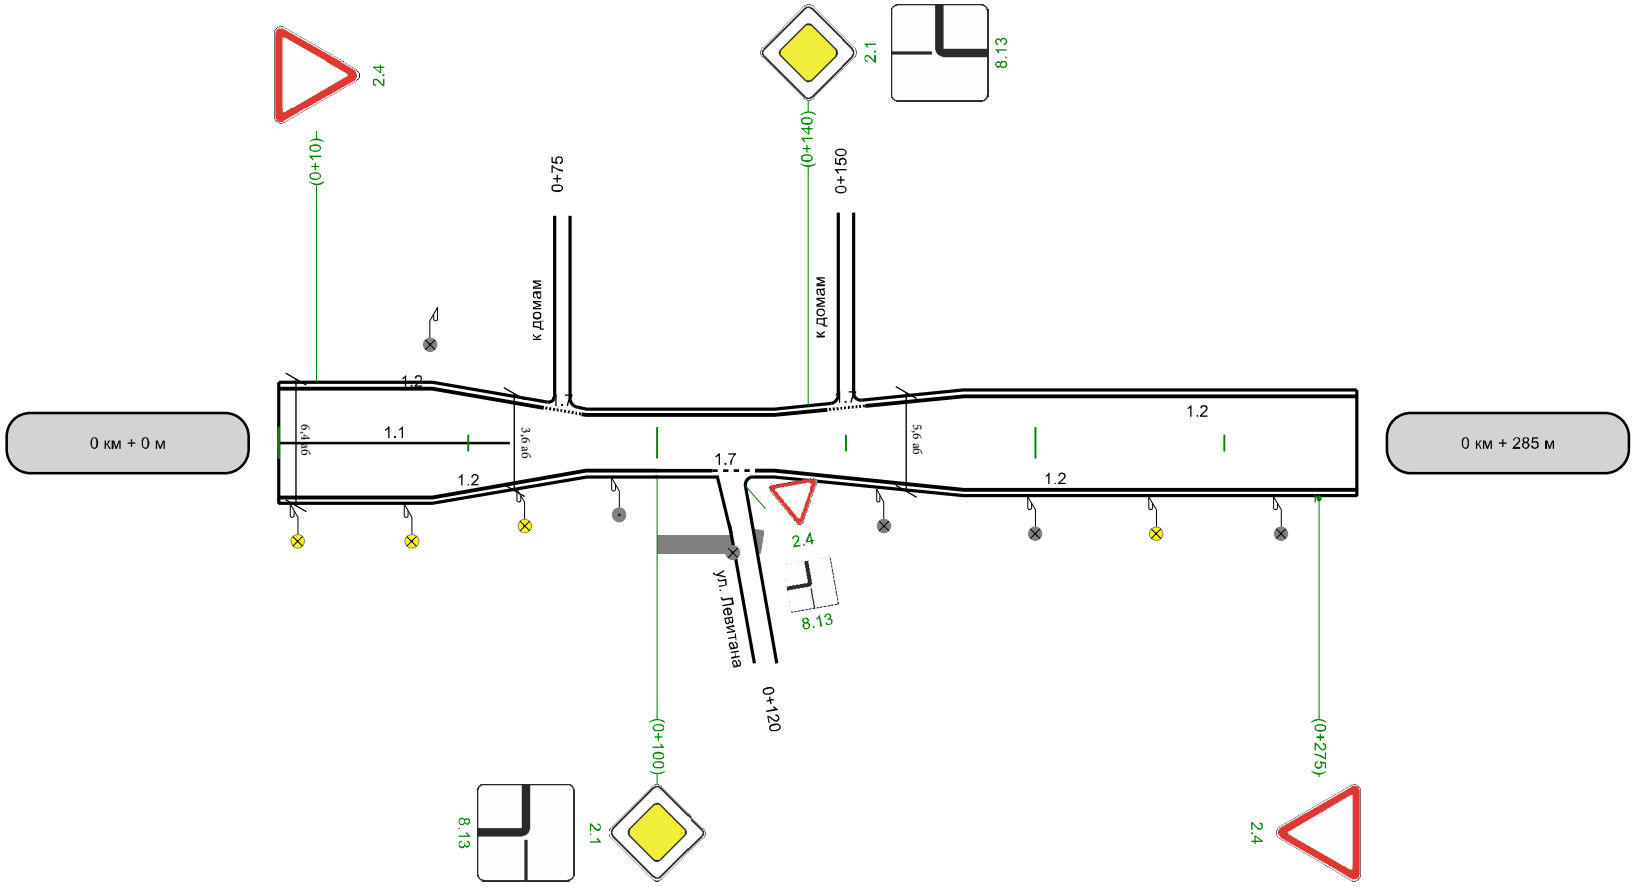 2.4
2.1
8.13
(0+10)
(0+140)
0+75
0+150
к домам
к домам
1.2
1.7
1.7
1.2
0 км + 0 м
6,4 аб
1.1
3,6 аб
5,6 аб
0 км + 285 м
1.2
1.7
1.2
2.4
8.13
ул. Левитана
0+120
(0+100)
(0+275)
8.13
2.1
2.4